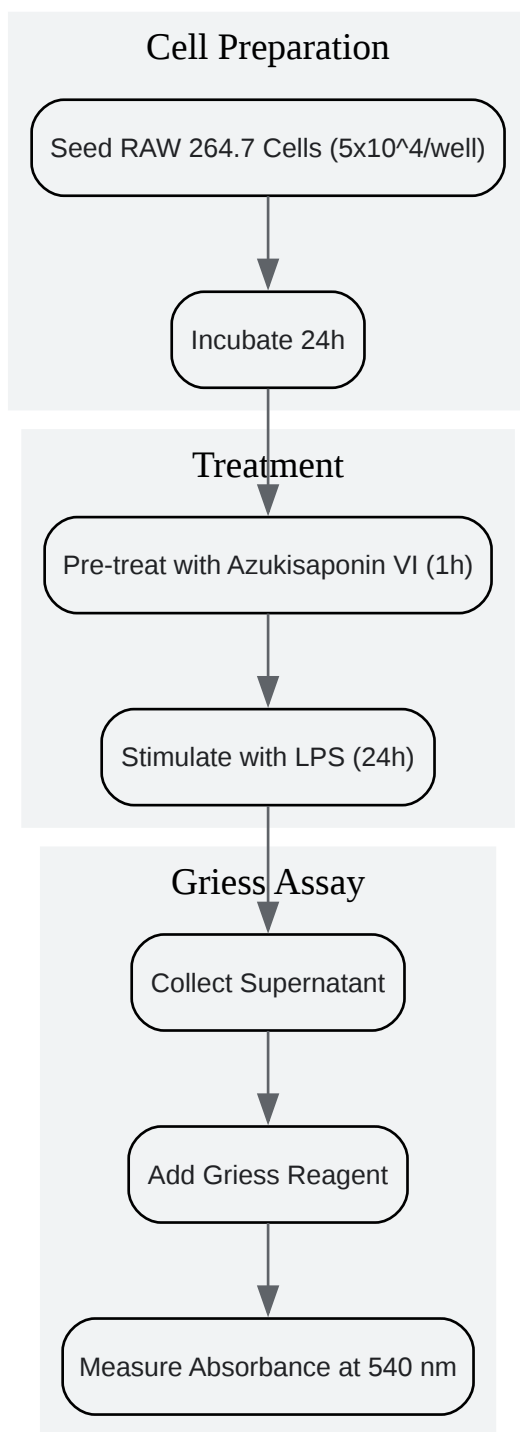 Cell Preparation
Seed RAW 264.7 Cells (5x10^4/well)
Incubate 24h
Treatment
Pre-treat with Azukisaponin VI (1h)
Stimulate with LPS (24h)
Griess Assay
Collect Supernatant
Add Griess Reagent
Measure Absorbance at 540 nm